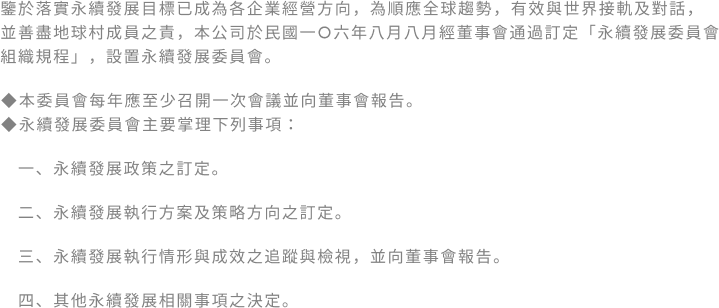 鑒於落實永續發展目標已成為各企業經營方向，為順應全球趨勢，有效與世界接軌及對話，
並善盡地球村成員之責，本公司於民國一○六年八月八月經董事會通過訂定「永續發展委員會
組織規程」，設置永續發展委員會。
◆本委員會每年應至少召開一次會議並向董事會報告。
◆永續發展委員會主要掌理下列事項：
一、永續發展政策之訂定。
二、永續發展執行方案及策略方向之訂定。
三、永續發展執行情形與成效之追蹤與檢視，並向董事會報告。
四、其他永續發展相關事項之決定。